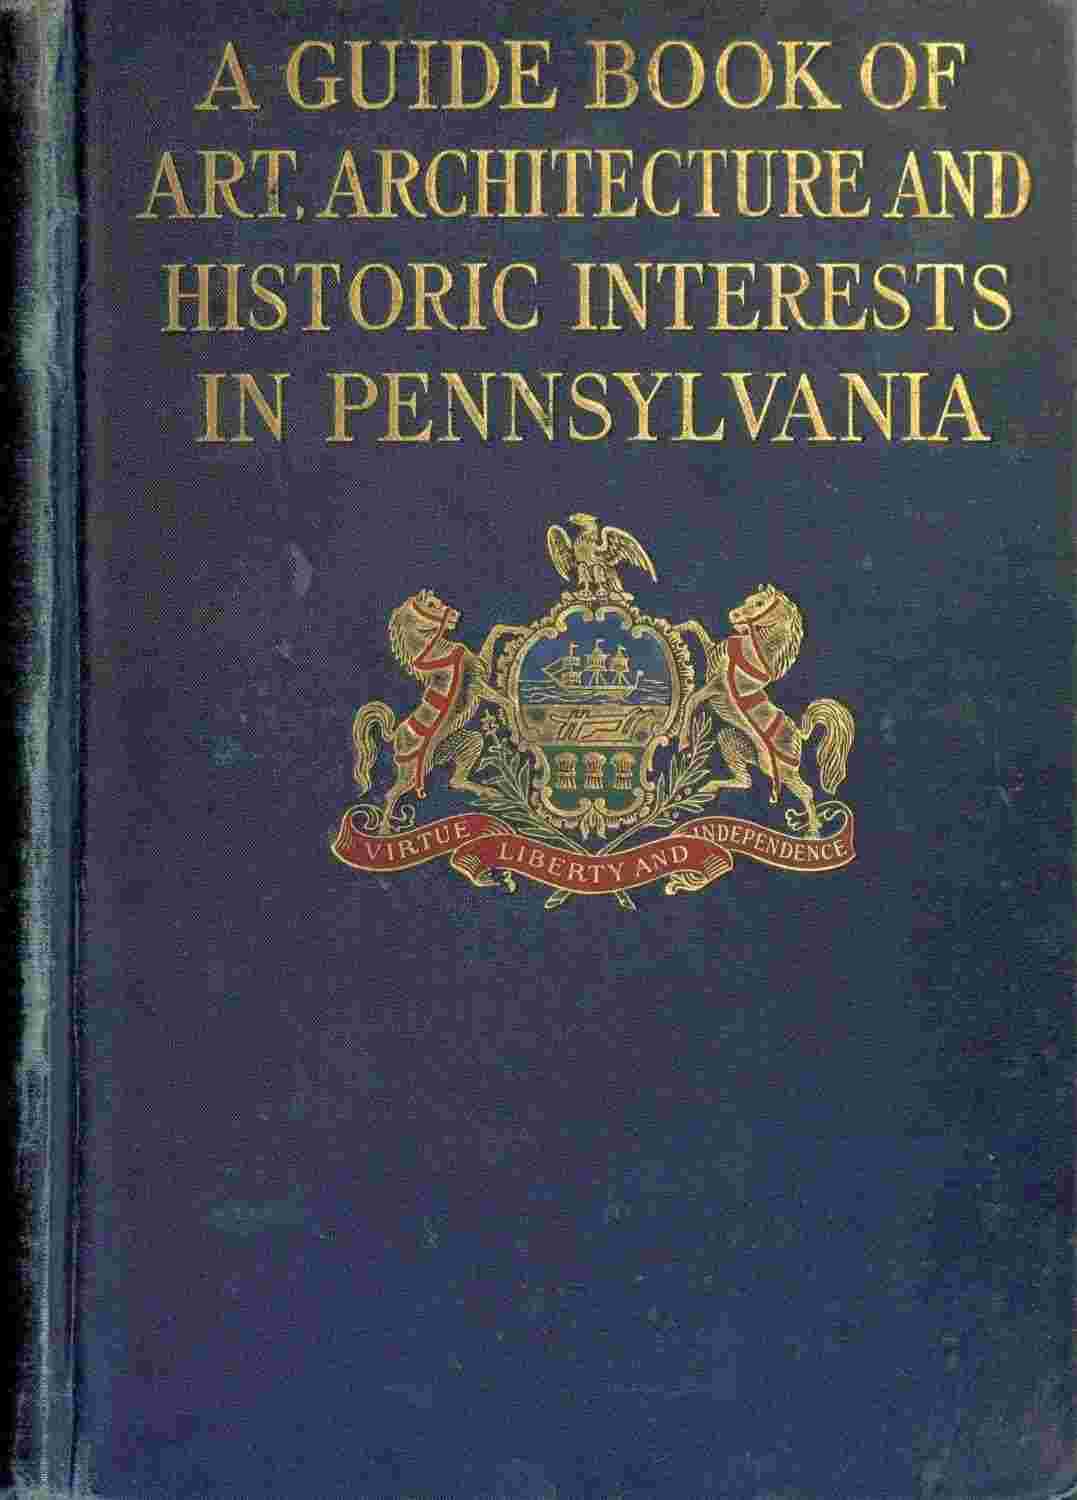 A GUIDE BOOK OF
ART, ARCHITECTURE AND
HISTORIC INTERESTS
IN PENNSYLVANIA
VIRTUE LIBERTY AND INDEPENDENCE